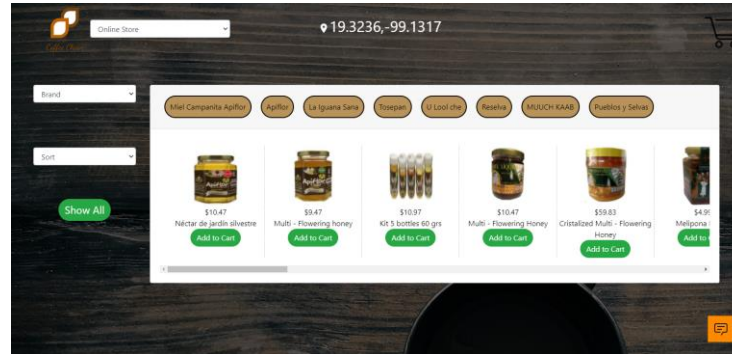 Online Store
19.3236,-99.1317
Brand
Sort
Show All
Miel Campanita Apiflor
Apiflor
La Iguana Sana
Tosepan
U Lool che
Reselva
MUUCH KAAB
Pueblos y Selvas
$10.47
Néctar de jardín silvestre
Add to Cart
$9.47
Multi - Flowering honey
Add to Cart
$10.97
Kit 5 bottles 60 grs
Add to Cart
$10.47
Multi - Flowering Honey
Add to Cart
$59.83
Cristalized Multi - Flowering
Honey
Add to Cart
$4.95
Melipona
Add to